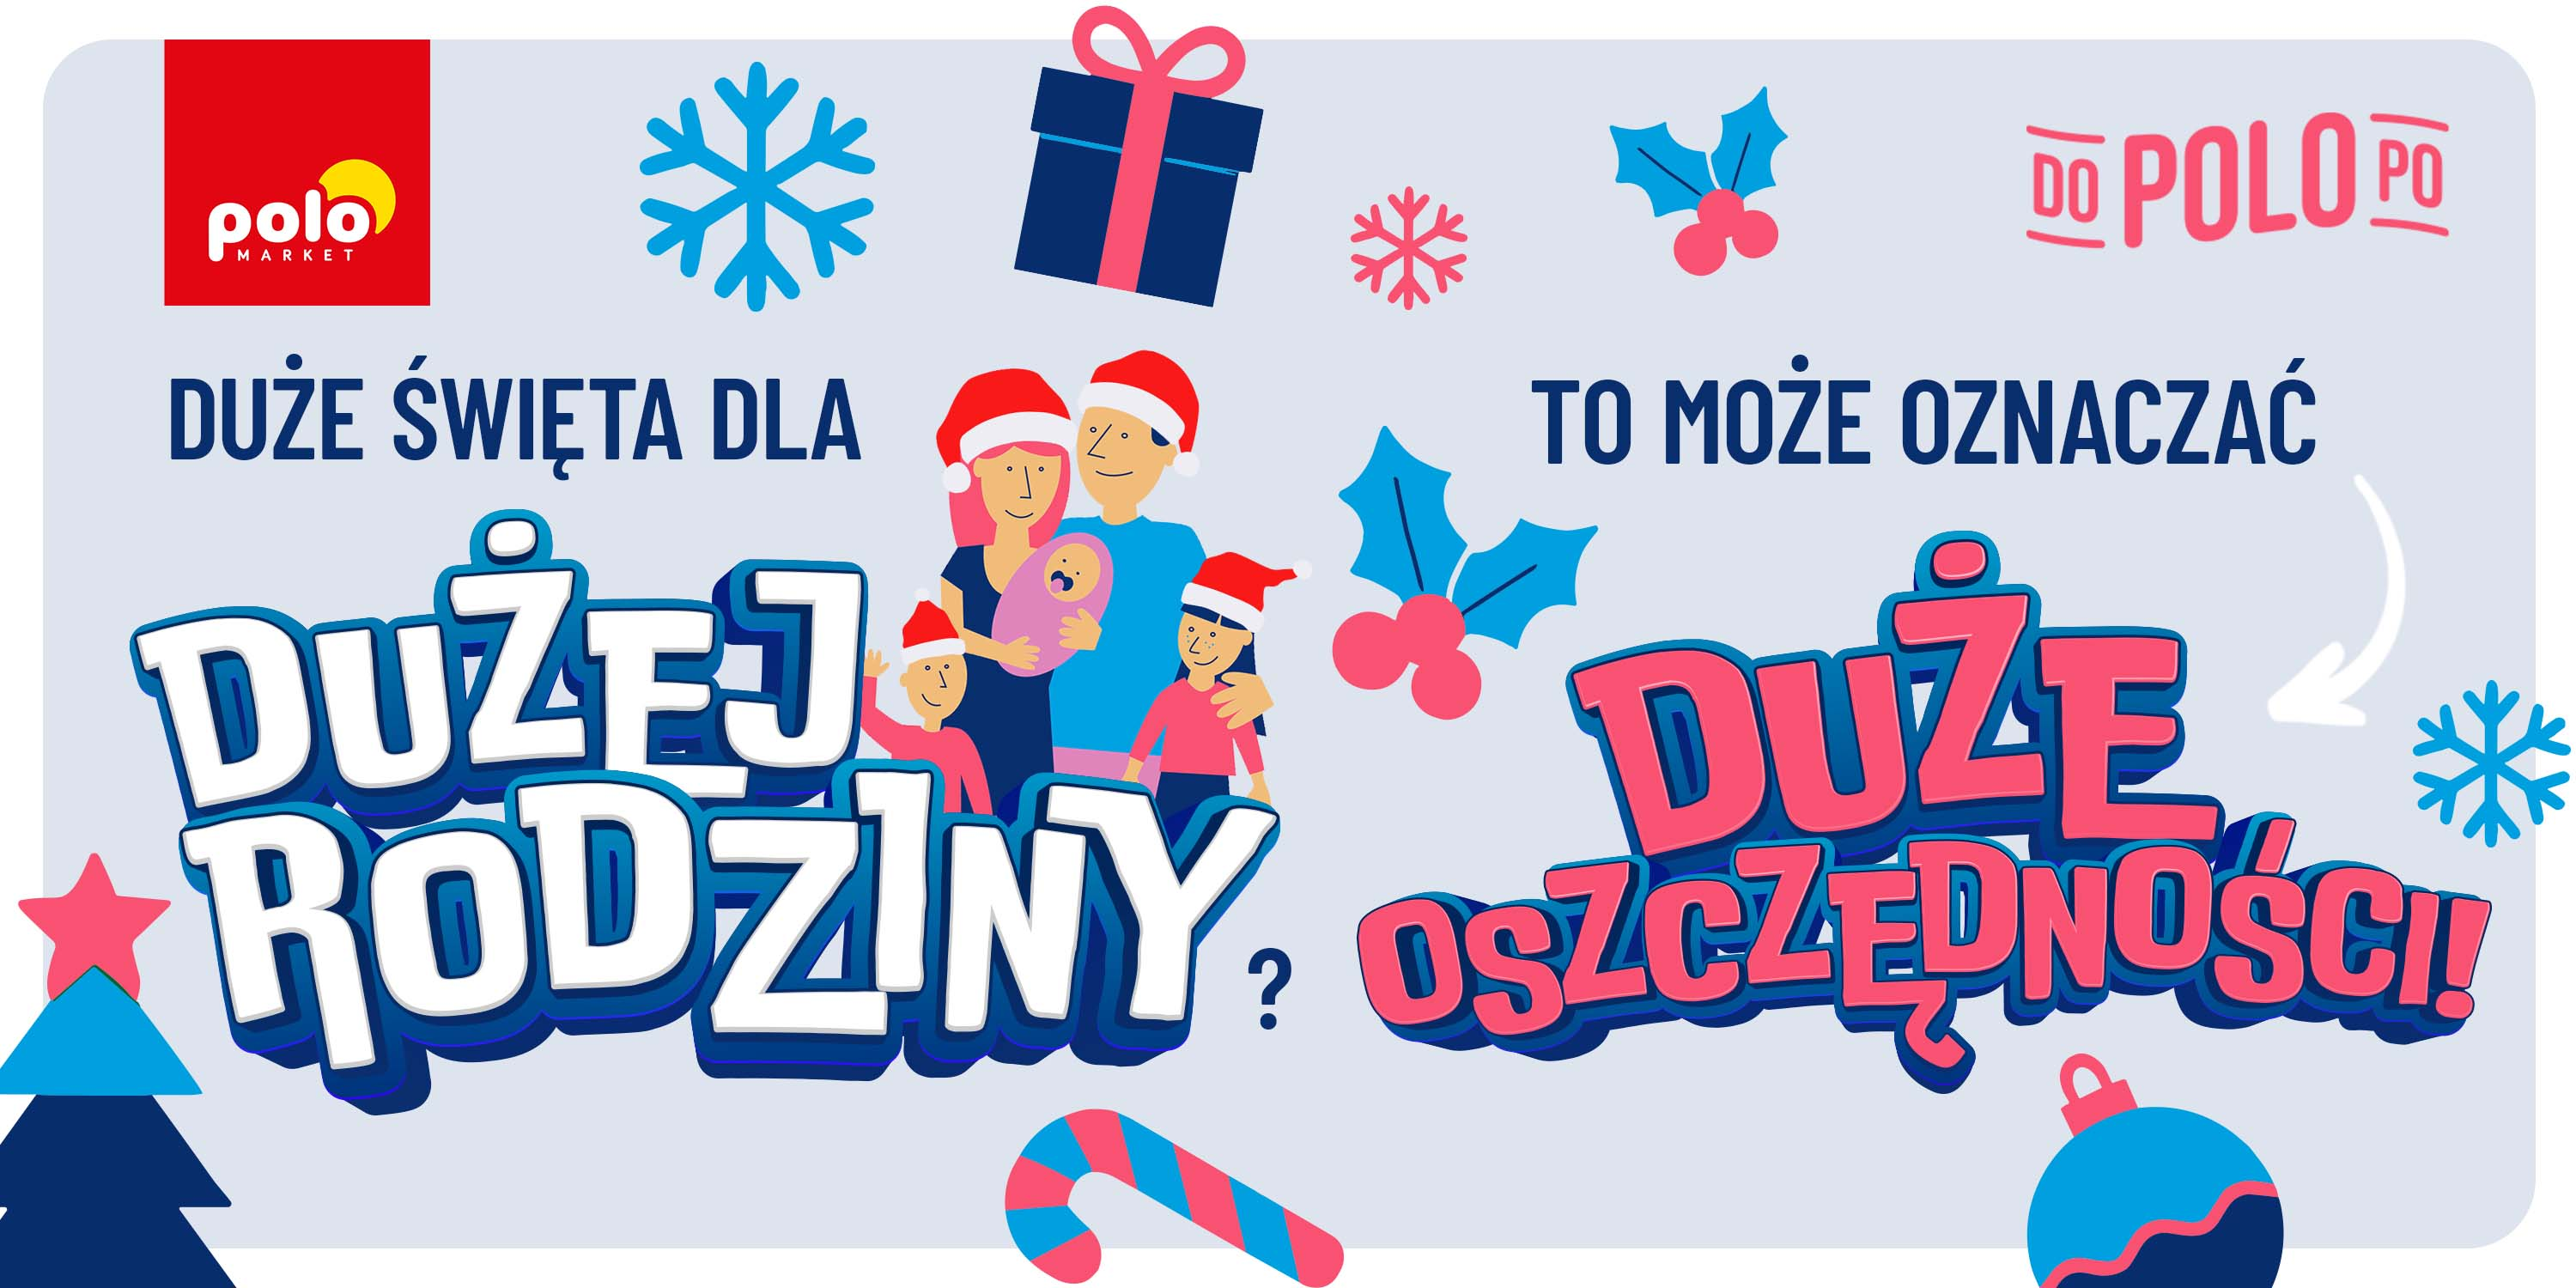 polo
MARKET
DO POLO PO
DUŻE ŚWIĘTA DLA
DUŻEJ
RODZINY?
TO MOŻE OZNACZAĆ
DUŻE
OSZCZĘDNOŚCI!